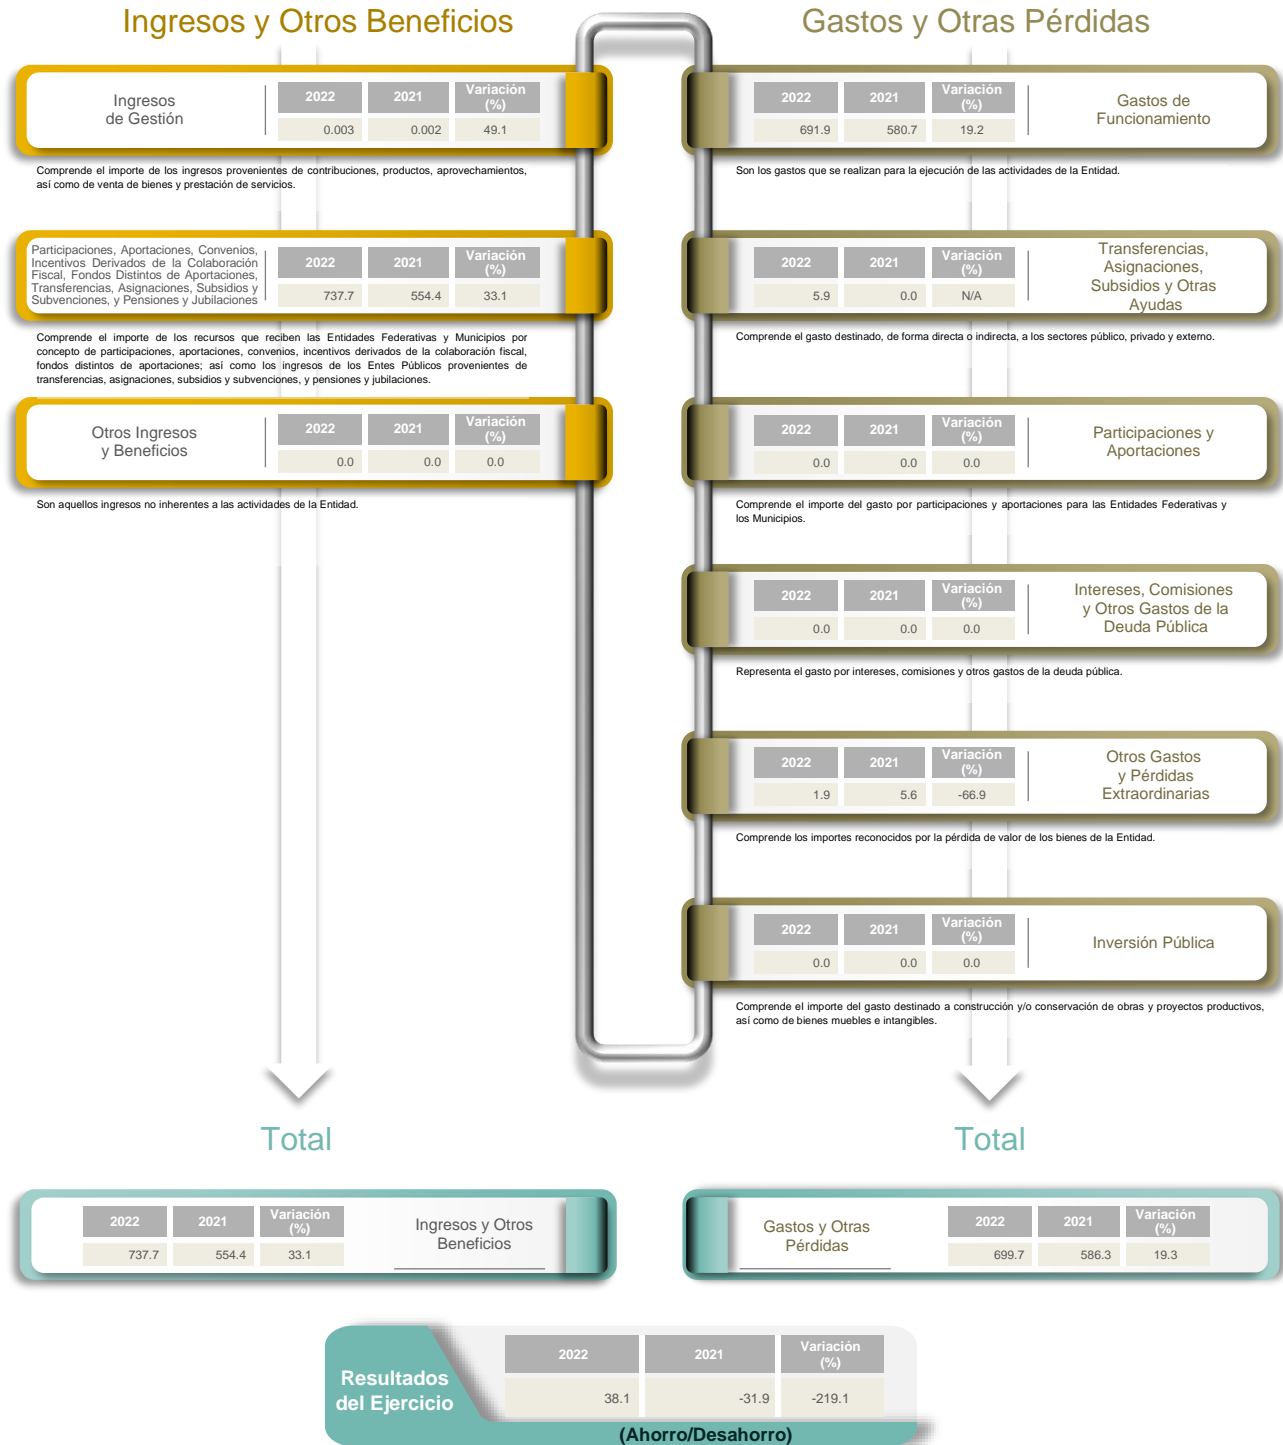 Ingresos y Otros Beneficios
Ingresos
de Gestión
2022 2021 Variación (%)
0.003 0.002 49.1
Comprende el importe de los ingresos provenientes de contribuciones, productos, aprovechamientos,
así como de venta de bienes y prestación de servicios.
Participaciones, Aportaciones, Convenios,
Incentivos Derivados de la Colaboración
Fiscal, Fondos Distintos de Aportaciones,
Transferencias, Asignaciones, Subsidios y
Subvenciones, y Pensiones y Jubilaciones
2022 2021 Variación (%)
737.7 554.4 33.1
Comprende el importe de los recursos que reciben las Entidades Federativas y Municipios por
concepto de participaciones, aportaciones, convenios, incentivos derivados de la colaboración fiscal,
fondos distintos de aportaciones; así como los ingresos de los Entes Públicos provenientes de
transferencias, asignaciones, subsidios y subvenciones, y pensiones y jubilaciones.
Otros Ingresos
y Beneficios
2022 2021 Variación (%)
0.0 0.0 0.0
Son aquellos ingresos no inherentes a las actividades de la Entidad.
Total
2022 2021 Variación (%)
737.7 554.4 33.1
Ingresos y Otros
Beneficios
Gastos y Otras Pérdidas
2022 2021 Variación (%)
691.9 580.7 19.2
Gastos de
Funcionamiento
Son los gastos que se realizan para la ejecución de las actividades de la Entidad.
2022 2021 Variación (%)
5.9 0.0 N/A
Transferencias,
Asignaciones,
Subsidios y Otras
Ayudas
Comprende el gasto destinado, de forma directa o indirecta, a los sectores público, privado y externo.
2022 2021 Variación (%)
0.0 0.0 0.0
Participaciones y
Aportaciones
Comprende el importe del gasto por participaciones y aportaciones para las Entidades Federativas y
los Municipios.
2022 2021 Variación (%)
0.0 0.0 0.0
Intereses, Comisiones
y Otros Gastos de la
Deuda Pública
Representa el gasto por intereses, comisiones y otros gastos de la deuda pública.
2022 2021 Variación (%)
1.9 5.6 -66.9
Otros Gastos
y Pérdidas
Extraordinarias
Comprende los importes reconocidos por la pérdida de valor de los bienes de la Entidad.
2022 2021 Variación (%)
0.0 0.0 0.0
Inversión Pública
Comprende el importe del gasto destinado a construcción y/o conservación de obras y proyectos productivos,
así como de bienes muebles e intangibles.
Total
Gastos y Otras
Pérdidas
2022 2021 Variación (%)
699.7 586.3 19.3
Resultados
del Ejercicio
2022 2021 Variación (%)
38.1 -31.9 -219.1
(Ahorro/Desahorro)